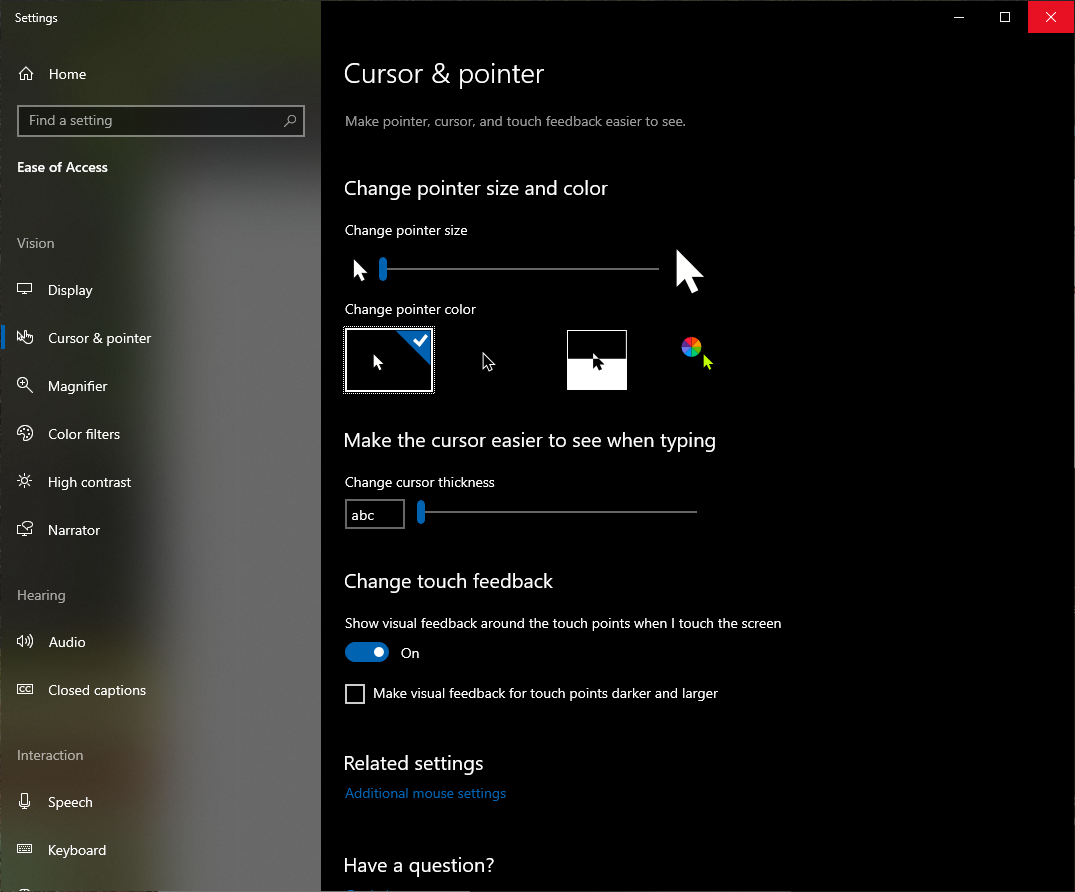 Settings
Home
Find a setting
Ease of Access
Vision
Display
Cursor & pointer
Magnifier
Color filters
High contrast
Narrator
Hearing
Audio
CC
Closed captions
Interaction
Speech
Keyboard
Cursor & pointer
Make pointer, cursor, and touch feedback easier to see.
Change pointer size and color
Change pointer size
Change pointer color
Make the cursor easier to see when typing
Change cursor thickness
abc
Change touch feedback
Show visual feedback around the touch points when I touch the screen
On
Make visual feedback for touch points darker and larger
Related settings
Additional mouse settings
Have a question?